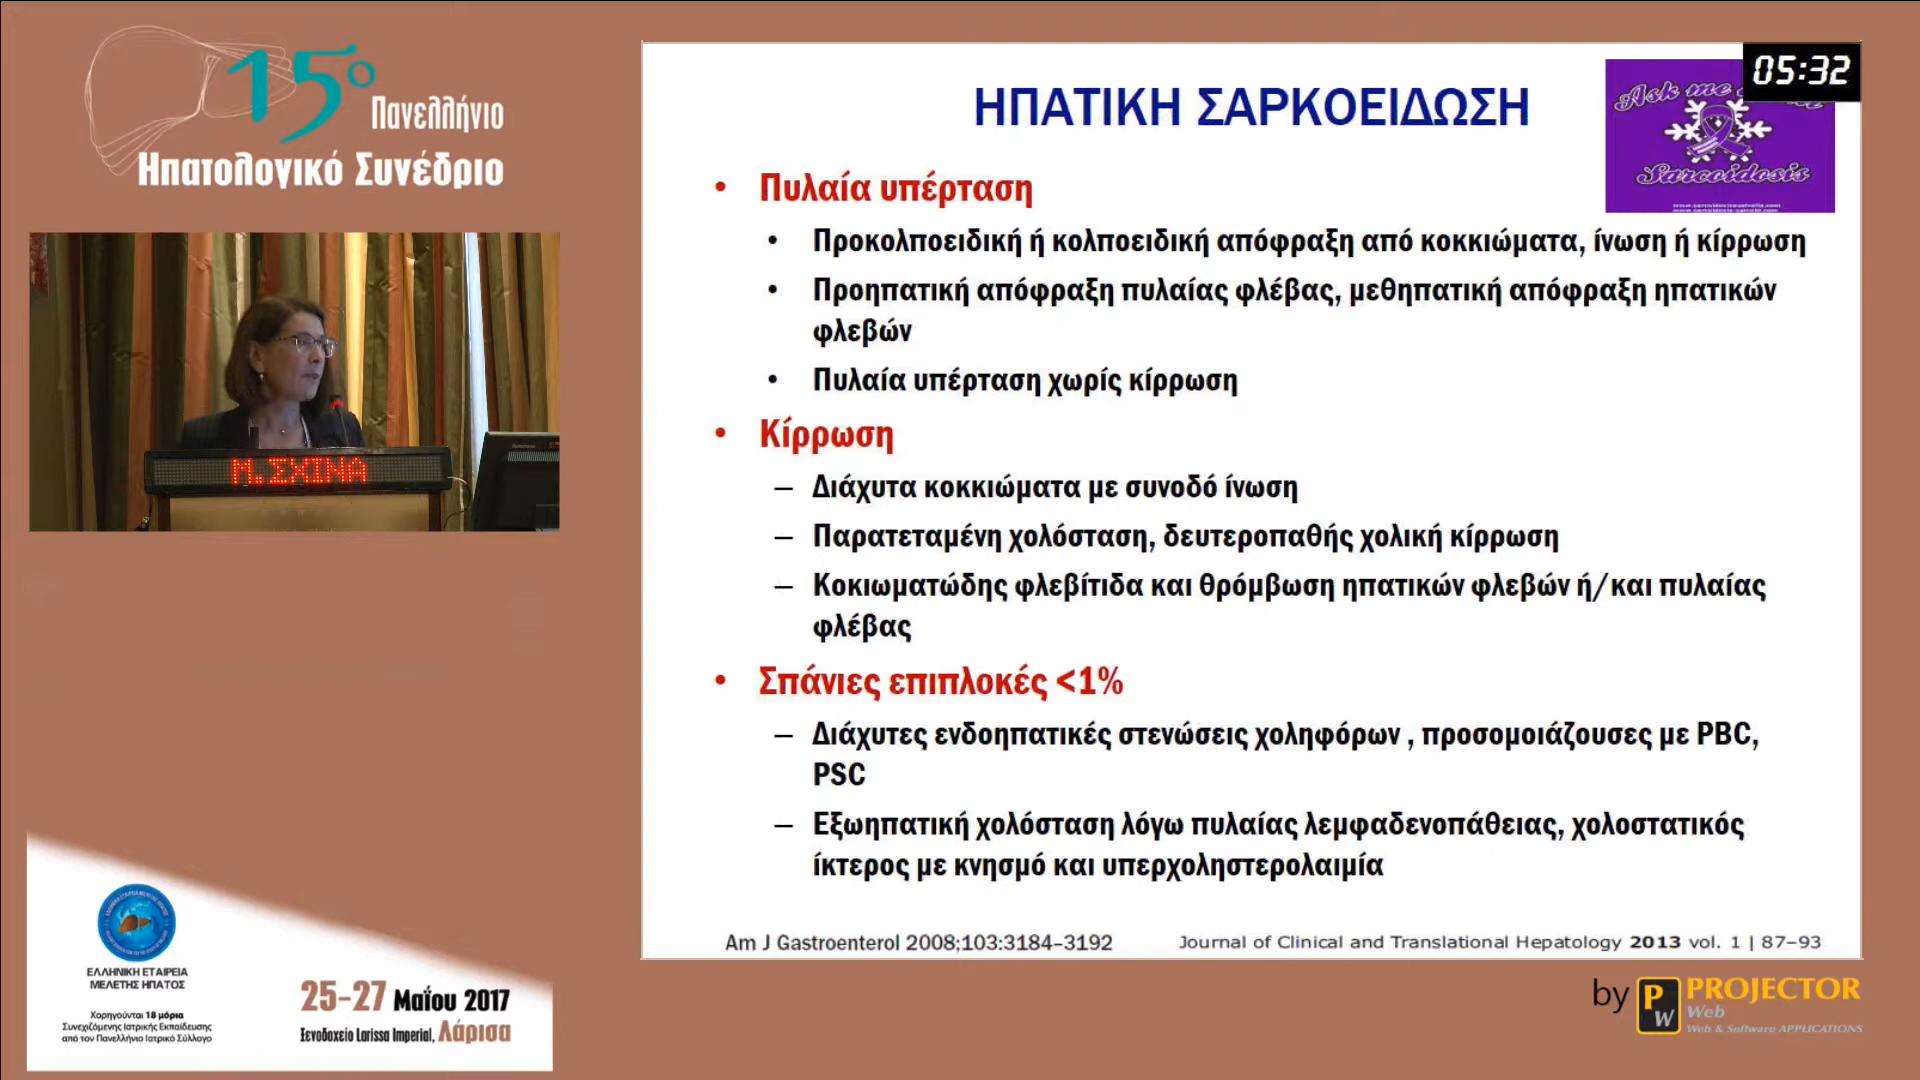 15ο
Πανελλήνιο
Ηπατολογικό Συνέδριο
Μ.ΣΧΙΝΑ
ΕΛΛΗΝΙΚΗ ΕΤΑΙΡΕΙΑ
ΜΕΛΕΤΗΣ ΗΠΑΤΟΣ
Χορηγούνται 18 μόρια
Συνεχιζόμενης Ιατρικής Εκπαίδευσης
από τον Πανελλήνιο Ιατρικό Σύλλογο
25-27 Μαΐου 2017
Ξενοδοχείο Larissa Imperial, Λάρισα
05:32
ΗΠΑΤΙΚΗ ΣΑΡΚΟΕΙΔΩΣΗ
Ask me
Sarcoidosis
• Πυλαία υπέρταση
• Προκολποειδική ή κολποειδική απόφραξη από κοκκιώματα, ίνωση ή κίρρωση
• Προηπατική απόφραξη πυλαίας φλέβας, μεθηπατική απόφραξη ηπατικών
φλεβών
• Πυλαία υπέρταση χωρίς κίρρωση
• Κίρρωση
– Διάχυτα κοκκιώματα με συνοδό ίνωση
– Παρατεταμένη χολόσταση, δευτεροπαθής χολική κίρρωση
– Κοκιωματώδης φλεβίτιδα και θρόμβωση ηπατικών φλεβών ή/και πυλαίας
φλέβας
• Σπάνιες επιπλοκές <1%
– Διάχυτες ενδοηπατικές στενώσεις χοληφόρων , προσομοιάζουσες με PBC,
PSC
– Εξωηπατική χολόσταση λόγω πυλαίας λεμφαδενοπάθειας, χολοστατικός
ίκτερος με κνησμό και υπερχοληστερολαιμία
Am J Gastroenterol 2008;103:3184–3192
Journal of Clinical and Translational Hepatology 2013 vol. 1 | 87–93
by PW PROJECTOR
Web
Web & Software APPLICATIONS